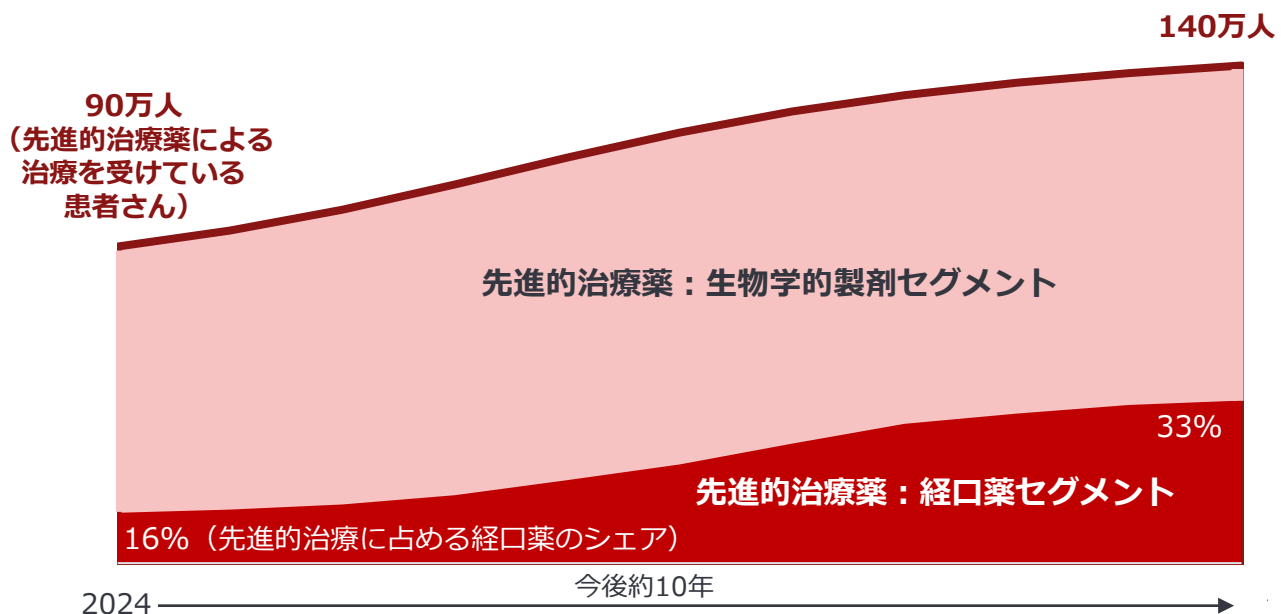 140万人
90万人
（先進的治療薬による
治療を受けている
患者さん）
先進的治療薬：生物学的製剤セグメント
33%
先進的治療薬：経口薬セグメント
16%（先進的治療に占める経口薬のシェア）
今後約10年
2024